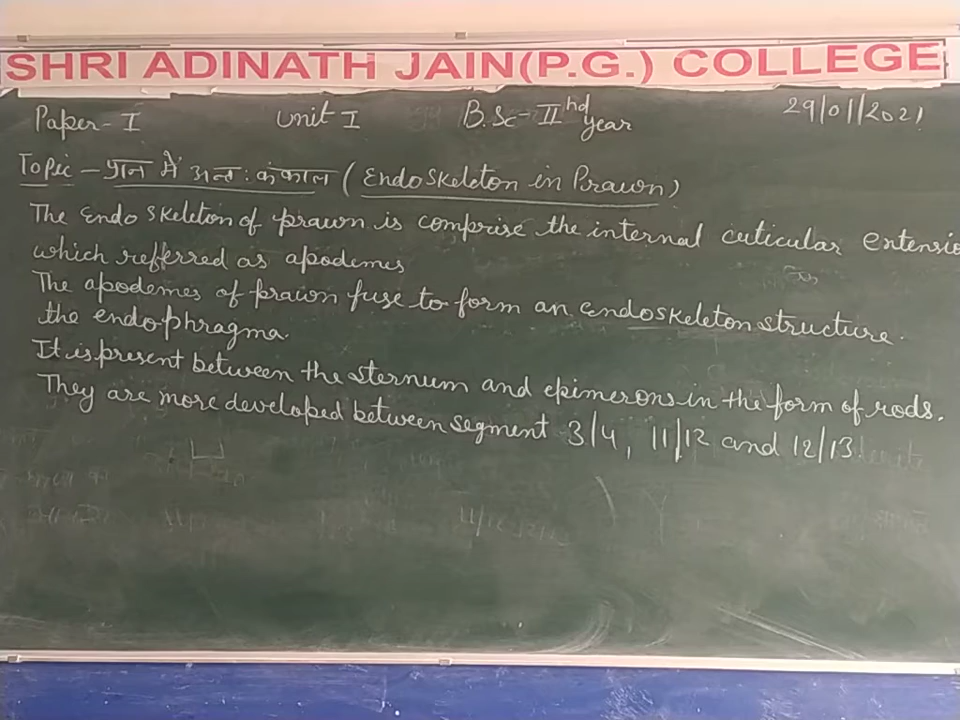 SHRI ADINATH JAIN(P.G.) COLLEGE
Paper-I Unit I B.Sc-IInd year 29/01/2021
Topic - प्रान में अन्त: कंकाल (Endoskeleton in Prawn)
The endoskeleton of prawn is comprise the internal cuticular extensio
which referred as apodemes
The apodemes of prawn fuse to form an endoskeleton structure.
the endophragma.
It is present between the sternum and epimerons in the form of rods.
They are more developed between segment 3/4, 11/12 and 12/13